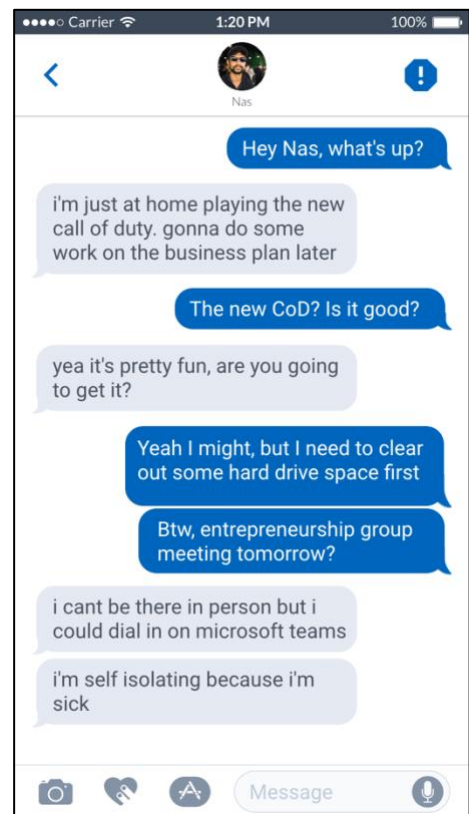 Carrier 1:20 PM 100%
Nas
Hey Nas, what's up?
i'm just at home playing the new
call of duty. gonna do some
work on the business plan later
The new CoD? Is it good?
yea it's pretty fun, are you going
to get it?
Yeah I might, but I need to clear
out some hard drive space first
Btw, entrepreneurship group
meeting tomorrow?
i cant be there in person but i
could dial in on microsoft teams
i'm self isolating because i'm
sick
Message